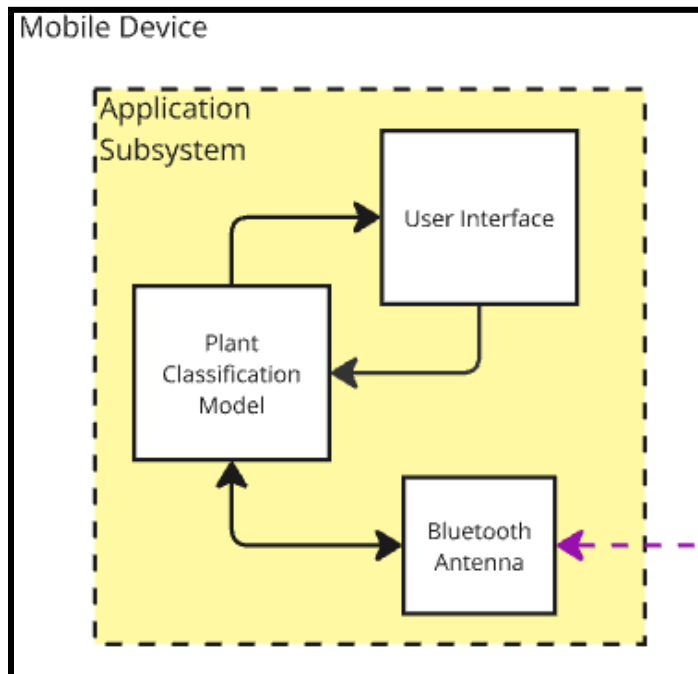 Mobile Device
Application
Subsystem
User Interface
Plant
Classification
Model
Bluetooth
Antenna